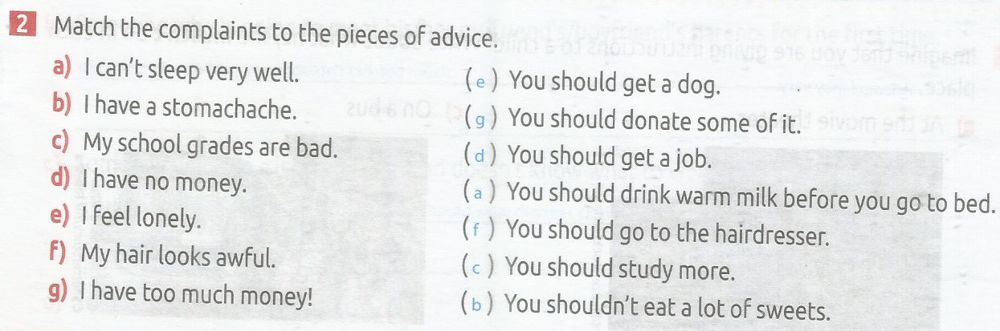 2 Match the complaints to the pieces of advice.
a) I can't sleep very well.
b) I have a stomachache.
c) My school grades are bad.
d) I have no money.
e) I feel lonely.
f) My hair looks awful.
g) I have too much money!
( e ) You should get a dog.
( g ) You should donate some of it.
( d ) You should get a job.
( a ) You should drink warm milk before you go to bed.
( f ) You should go to the hairdresser.
( c ) You should study more.
( b ) You shouldn't eat a lot of sweets.